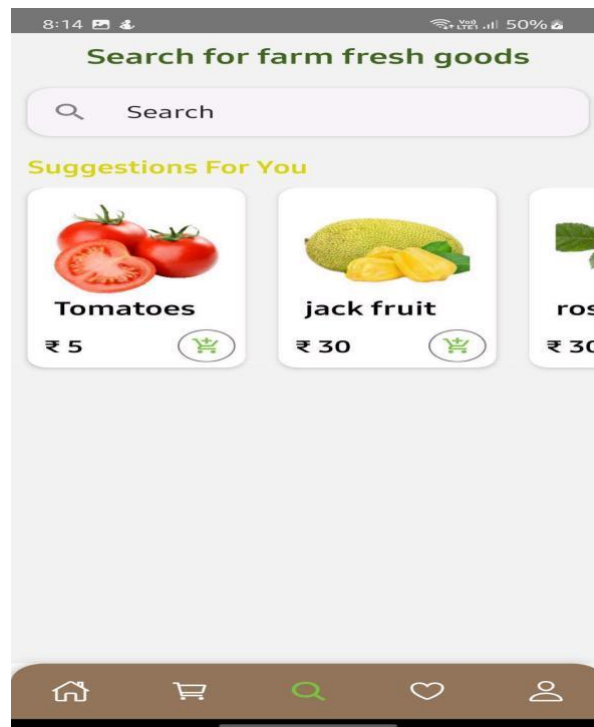 8:14 50%
Search for farm fresh goods
Search
Suggestions For You
Tomatoes jack fruit ros
₹ 5 ₹ 30 ₹ 30